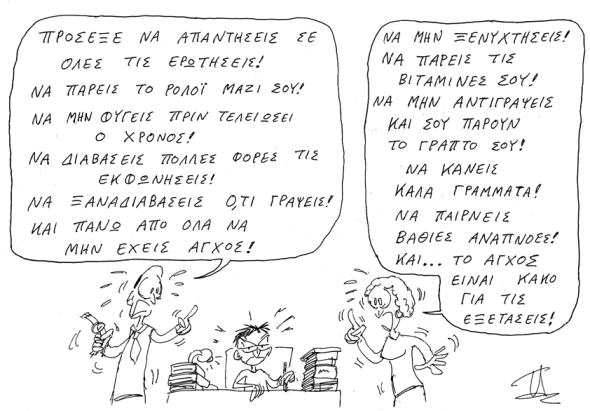 ΠΡΟΣΕΞΕ ΝΑ ΑΠΑΝΤΗΣΕΙΣ ΣΕ
ΟΛΕΣ ΤΙΣ ΕΡΩΤΗΣΕΙΣ!
ΝΑ ΠΑΡΕΙΣ ΤΟ ΡΟΛΟΪ ΜΑΖΙ ΣΟΥ!
ΝΑ ΜΗΝ ΦΥΓΕΙΣ ΠΡΙΝ ΤΕΛΕΙΩΣΕΙ
Ο ΧΡΟΝΟΣ!
ΝΑ ΔΙΑΒΑΣΕΙΣ ΠΟΛΛΕΣ ΦΟΡΕΣ ΤΙΣ
ΕΚΦΩΝΗΣΕΙΣ!
ΝΑ ΞΑΝΑΔΙΑΒΑΣΕΙΣ Ο,ΤΙ ΓΡΑΨΕΙΣ!
ΚΑΙ ΠΑΝΩ ΑΠΟ ΟΛΑ ΝΑ
ΜΗΝ ΕΧΕΙΣ ΑΓΧΟΣ!
ΝΑ ΜΗΝ ΞΕΝΥΧΤΗΣΕΙΣ!
ΝΑ ΠΑΡΕΙΣ ΤΙΣ
ΒΙΤΑΜΙΝΕΣ ΣΟΥ!
ΝΑ ΜΗΝ ΑΝΤΙΓΡΑΨΕΙΣ
ΚΑΙ ΣΟΥ ΠΑΡΟΥΝ
ΤΟ ΓΡΑΠΤΟ ΣΟΥ!
ΝΑ ΚΑΝΕΙΣ
ΚΑΛΑ ΓΡΑΜΜΑΤΑ!
ΝΑ ΠΑΙΡΝΕΙΣ
ΒΑΘΙΕΣ ΑΝΑΠΝΟΕΣ!
ΚΑΙ... ΤΟ ΑΓΧΟΣ
ΕΙΝΑΙ ΚΑΚΟ
ΓΙΑ ΤΙΣ
ΕΞΕΤΑΣΕΙΣ!